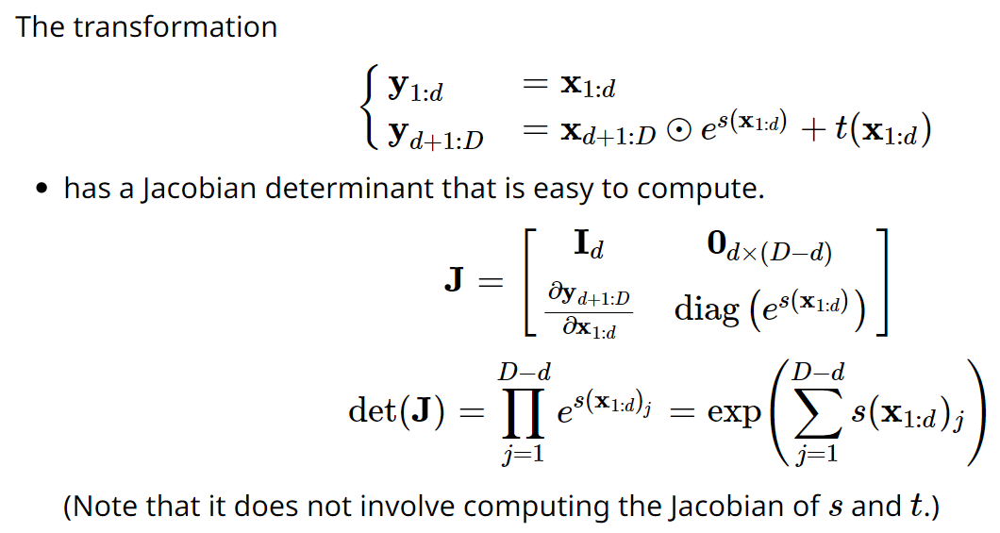 The transformation
$$\begin{cases} \mathbf{y}_{1:d} & = \mathbf{x}_{1:d} \\ \mathbf{y}_{d+1:D} & = \mathbf{x}_{d+1:D} \odot e^{s(\mathbf{x}_{1:d})} + t(\mathbf{x}_{1:d}) \end{cases}$$
• has a Jacobian determinant that is easy to compute.
$$\mathbf{J} = \begin{bmatrix} \mathbf{I}_d & \mathbf{0}_{d\times(D-d)} \\ \frac{\partial \mathbf{y}_{d+1:D}}{\partial \mathbf{x}_{1:d}} & \text{diag}\left(e^{s(\mathbf{x}_{1:d})}\right) \end{bmatrix}$$
$$\det(\mathbf{J}) = \prod_{j=1}^{D-d} e^{s(\mathbf{x}_{1:d})_j} = \exp\left(\sum_{j=1}^{D-d} s(\mathbf{x}_{1:d})_j\right)$$
(Note that it does not involve computing the Jacobian of $s$ and $t$.)